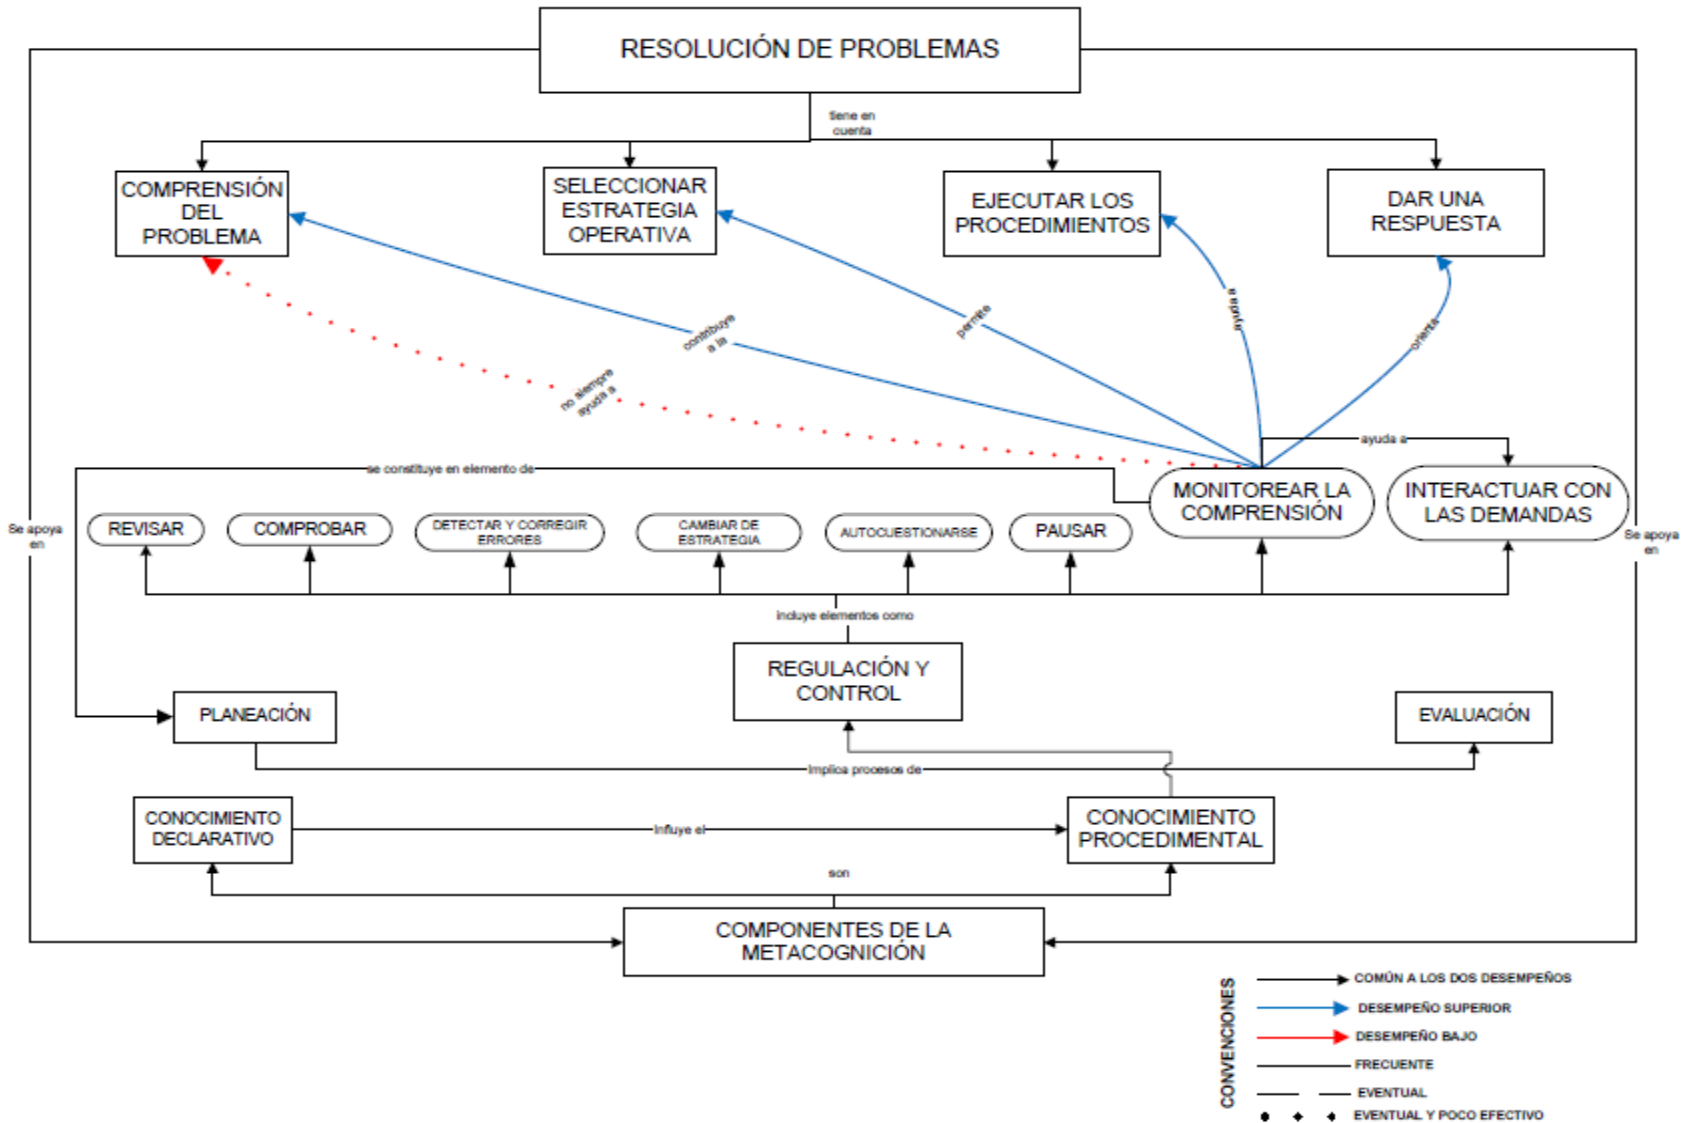 RESOLUCIÓN DE PROBLEMAS
tiene en
cuenta
COMPRENSIÓN
DEL
PROBLEMA
SELECCIONAR
ESTRATEGIA
OPERATIVA
EJECUTAR LOS
PROCEDIMIENTOS
DAR UNA
RESPUESTA
contribuye
a la
permite
ayuda a
orienta
no siempre
ayuda a
ayuda a
se constituye en elemento de
MONITOREAR LA
COMPRENSIÓN
INTERACTUAR CON
LAS DEMANDAS
Se apoya
en
REVISAR
COMPROBAR
DETECTAR Y CORREGIR
ERRORES
CAMBIAR DE
ESTRATEGIA
AUTOCUESTIONARSE
PAUSAR
Se apoya
en
incluye elementos como
REGULACIÓN Y
CONTROL
PLANEACIÓN
EVALUACIÓN
Implica procesos de
CONOCIMIENTO
DECLARATIVO
Influye el
CONOCIMIENTO
PROCEDIMENTAL
son
COMPONENTES DE LA
METACOGNICIÓN
CONVENCIONES
COMÚN A LOS DOS DESEMPEÑOS
DESEMPEÑO SUPERIOR
DESEMPEÑO BAJO
FRECUENTE
EVENTUAL
EVENTUAL Y POCO EFECTIVO